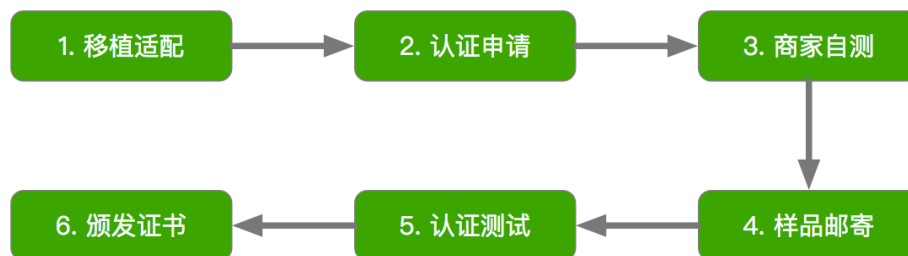 1. 移植适配
2. 认证申请
3. 商家自测
4. 样品邮寄
5. 认证测试
6. 颁发证书